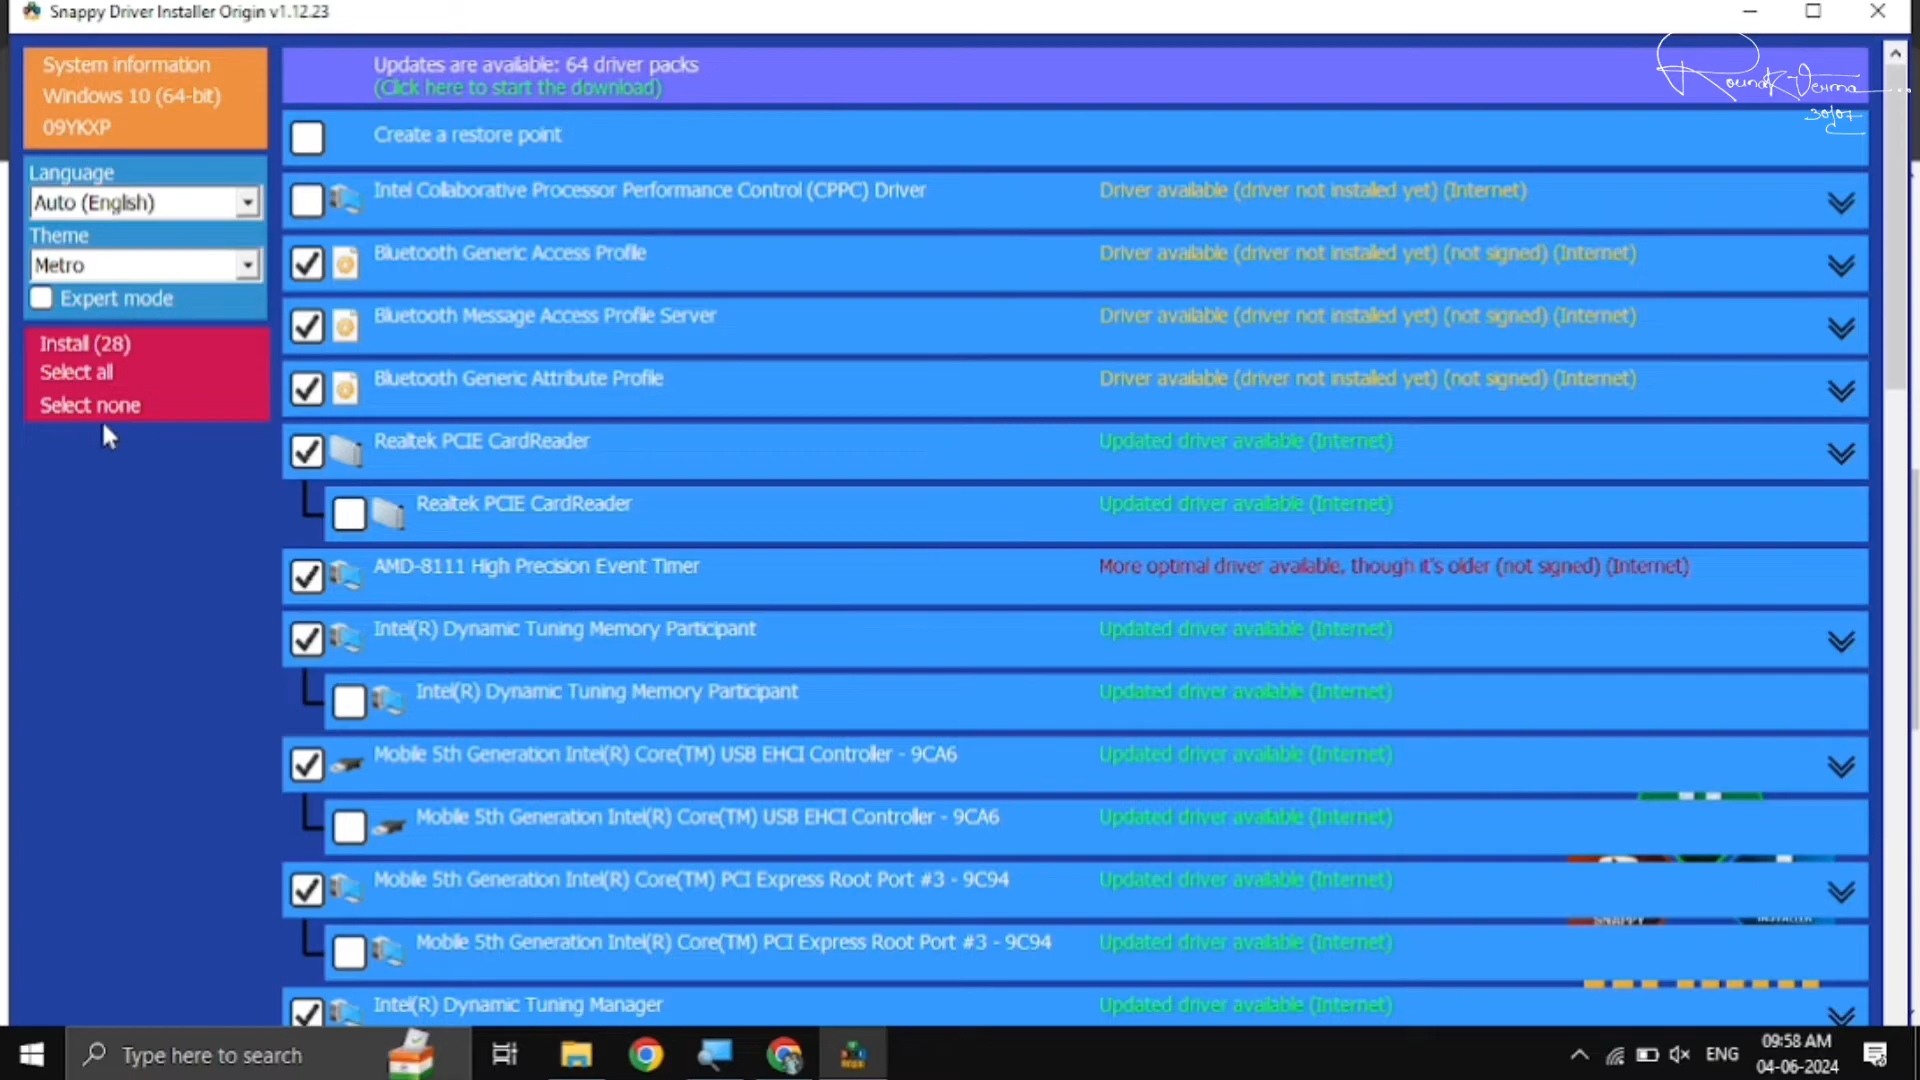 Snappy Driver Installer Origin v1.12.23
System information
Windows 10 (64-bit)
09YKXP
Language
Auto (English)
Theme
Metro
Expert mode
Install (28)
Select all
Select none
Updates are available: 64 driver packs
(Click here to start the download)
Rounak Verma
30/07
Create a restore point
Intel Collaborative Processor Performance Control (CPPC) Driver Driver available (driver not installed yet) (Internet)
Bluetooth Generic Access Profile Driver available (driver not installed yet) (not signed) (Internet)
Bluetooth Message Access Profile Server Driver available (driver not installed yet) (not signed) (Internet)
Bluetooth Generic Attribute Profile Driver available (driver not installed yet) (not signed) (Internet)
Realtek PCIE CardReader Updated driver available (Internet)
Realtek PCIE CardReader Updated driver available (Internet)
AMD-8111 High Precision Event Timer More optimal driver available, though it's older (not signed) (Internet)
Intel(R) Dynamic Tuning Memory Participant Updated driver available (Internet)
Intel(R) Dynamic Tuning Memory Participant Updated driver available (Internet)
Mobile 5th Generation Intel(R) Core(TM) USB EHCI Controller - 9CA6 Updated driver available (Internet)
Mobile 5th Generation Intel(R) Core(TM) USB EHCI Controller - 9CA6 Updated driver available (Internet)
Mobile 5th Generation Intel(R) Core(TM) PCI Express Root Port #3 - 9C94 Updated driver available (Internet)
SNAPPY INSTALLER
Mobile 5th Generation Intel(R) Core(TM) PCI Express Root Port #3 - 9C94 Updated driver available (Internet)
Intel(R) Dynamic Tuning Manager Updated driver available (Internet)
Type here to search
ENG
09:58 AM
04-06-2024